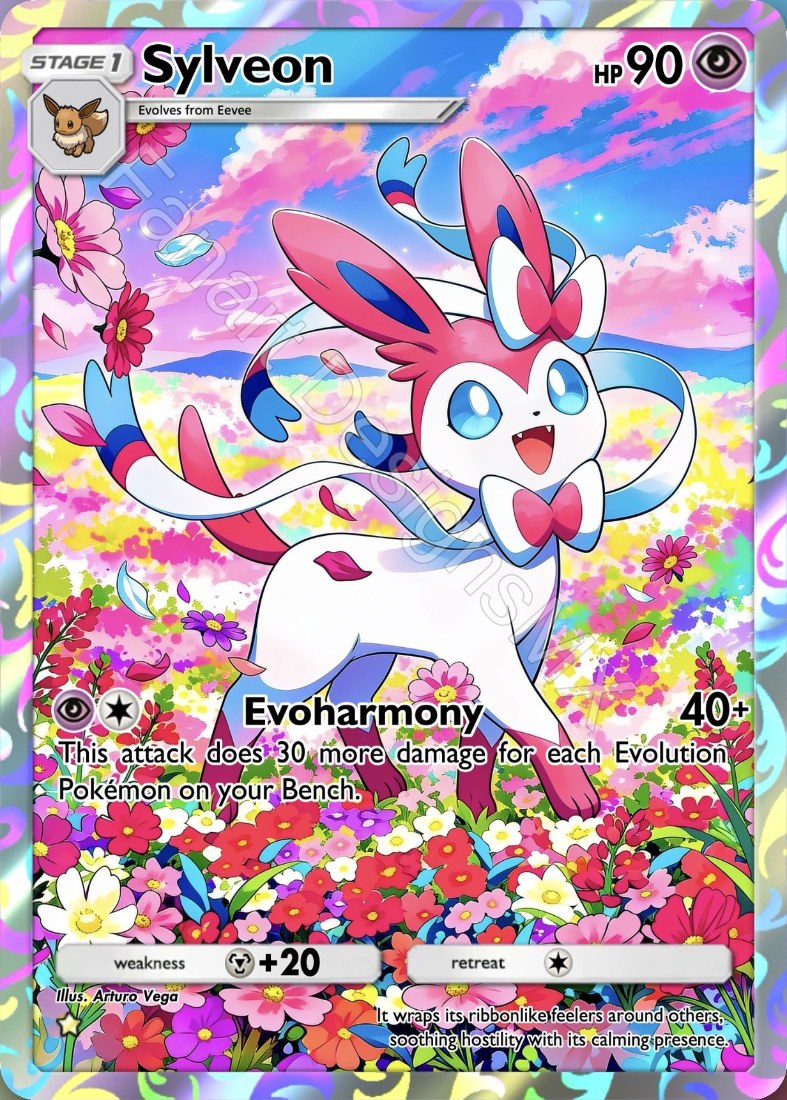 STAGE 1 Sylveon HP 90
Evolves from Eevee
Fanart DesignsMX
Evoharmony 40+
This attack does 30 more damage for each Evolution
Pokémon on your Bench.
weakness +20 retreat
Illus. Arturo Vega
It wraps its ribbonlike feelers around others,
soothing hostility with its calming presence.